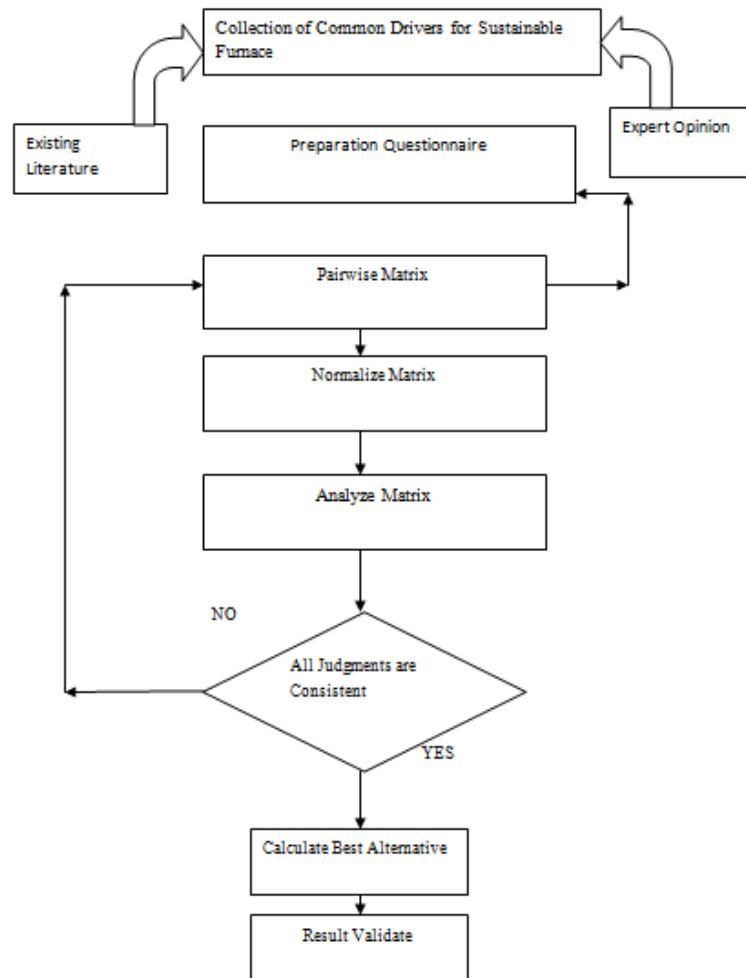 Collection of Common Drivers for Sustainable
Furnace
Existing
Literature
Expert Opinion
Preparation Questionnaire
Pairwise Matrix
Normalize Matrix
Analyze Matrix
NO
All Judgments are
Consistent
YES
Calculate Best Alternative
Result Validate